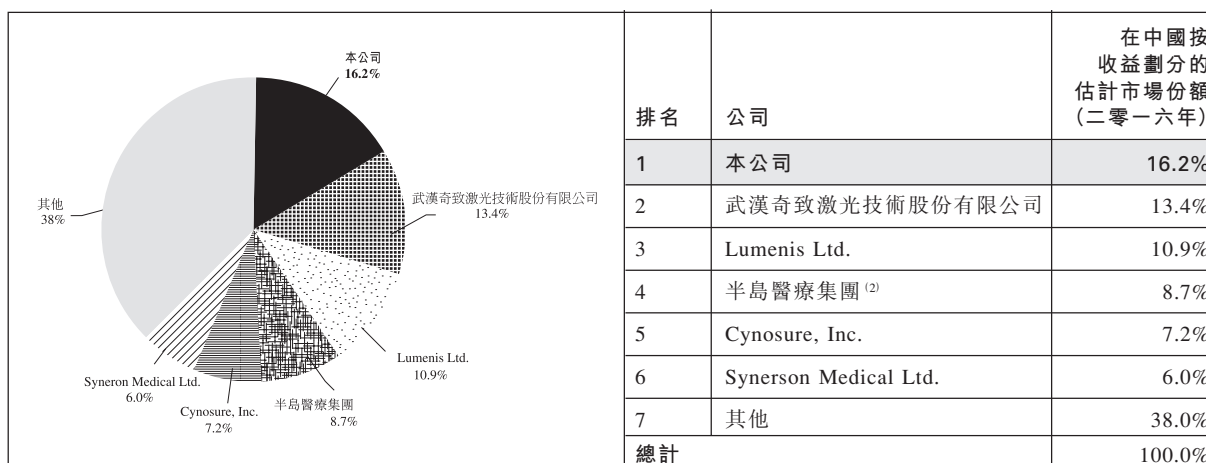 本公司
16.2%
武漢奇致激光技術股份有限公司
13.4%
Lumenis Ltd.
10.9%
半島醫療集團
8.7%
Cynosure, Inc.
7.2%
Syneron Medical Ltd.
6.0%
其他
38%
在中國按
收益劃分的
估計市場份額
排名 公司 (二零一六年)
1 本公司 16.2%
2 武漢奇致激光技術股份有限公司 13.4%
3 Lumenis Ltd. 10.9%
4 半島醫療集團(2) 8.7%
5 Cynosure, Inc. 7.2%
6 Synerson Medical Ltd. 6.0%
7 其他 38.0%
總計 100.0%